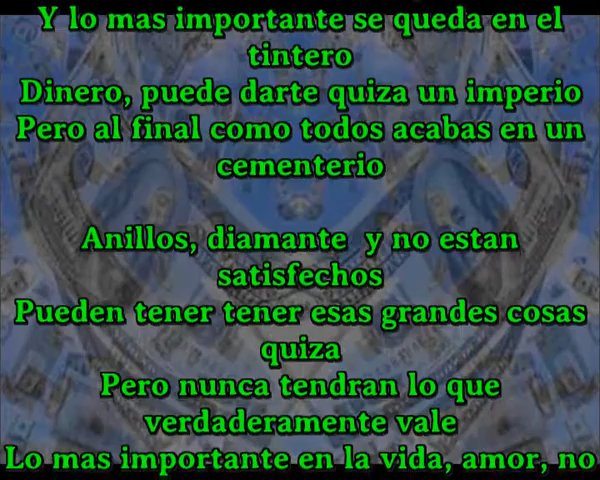 Y lo mas importante se queda en el
tintero
Dinero, puede darte quiza un imperio
Pero al final como todos acabas en un
cementerio
Anillos, diamante y no estan
satisfechos
Pueden tener tener esas grandes cosas
quiza
Pero nunca tendran lo que
verdaderamente vale
Lo mas importante en la vida, amor, no